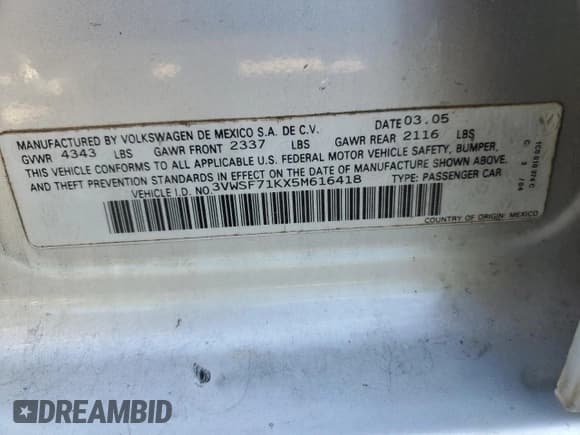 MANUFACTURED BY VOLKSWAGEN DE MEXICO S.A. DE C.V. DATE 03.05
GVWR 4343 LBS GAWR FRONT 2337 LBS GAWR REAR 2116 LBS
THIS VEHICLE CONFORMS TO ALL APPLICABLE U.S. FEDERAL MOTOR VEHICLE SAFETY, BUMPER,
AND THEFT PREVENTION STANDARDS IN EFFECT ON THE DATE OF MANUFACTURE SHOWN ABOVE.
VEHICLE I.D. NO. 3VWSF71KX5M616418 TYPE: PASSENGER CAR
COUNTRY OF ORIGIN: MEXICO
DREAMBID